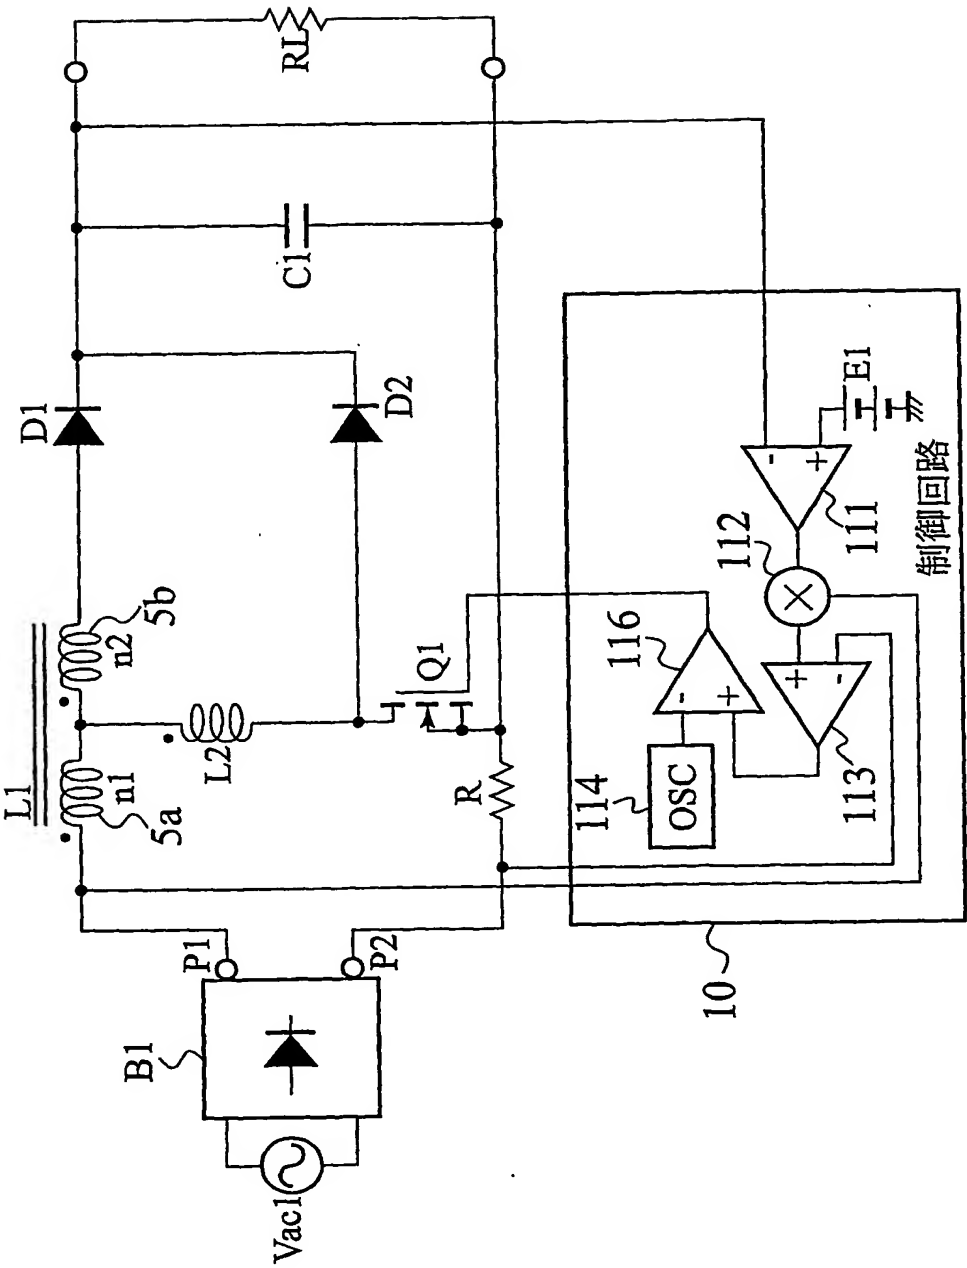 L1
5a
n1
5b
n2
L2
D1
D2
C1
RL
Vac1
B1
P1
P2
R
Q1
10
114
OSC
116
-
+
113
+
-
112
111
-
+
E1
制御回路